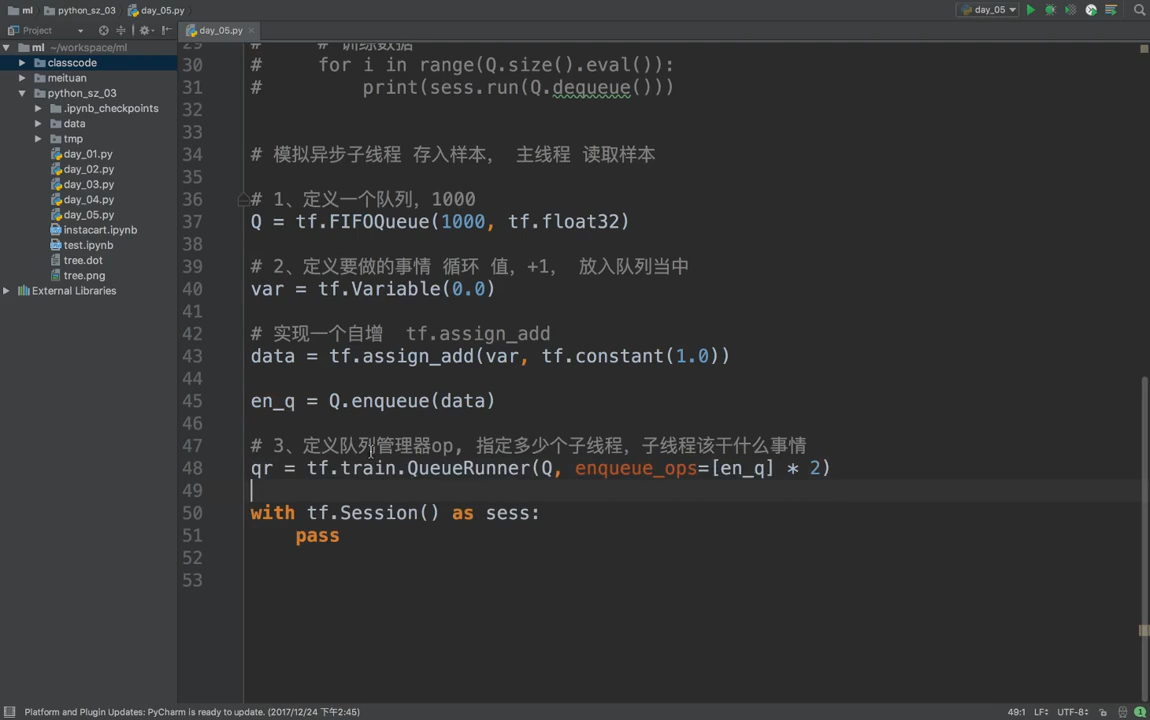 ml python_sz_03 day_05.py
day_05
Project
day_05.py
ml ~/workspace/ml
classcode
meituan
python_sz_03
.ipynb_checkpoints
data
tmp
day_01.py
day_02.py
day_03.py
day_04.py
day_05.py
instacart.ipynb
test.ipynb
tree.dot
tree.png
External Libraries
29 # # 训练数据
30 # for i in range(Q.size().eval()):
31 # print(sess.run(Q.dequeue()))
32
33
34 # 模拟异步子线程 存入样本， 主线程 读取样本
35
36 # 1、定义一个队列，1000
37 Q = tf.FIFOQueue(1000, tf.float32)
38
39 # 2、定义要做的事情 循环 值，+1， 放入队列当中
40 var = tf.Variable(0.0)
41
42 # 实现一个自增 tf.assign_add
43 data = tf.assign_add(var, tf.constant(1.0))
44
45 en_q = Q.enqueue(data)
46
47 # 3、定义队列管理器op, 指定多少个子线程，子线程该干什么事情
48 qr = tf.train.QueueRunner(Q, enqueue_ops=[en_q] * 2)
49
50 with tf.Session() as sess:
51 pass
52
53
Platform and Plugin Updates: PyCharm is ready to update. (2017/12/24 下午2:45)
49:1 LF÷ UTF-8÷ 1